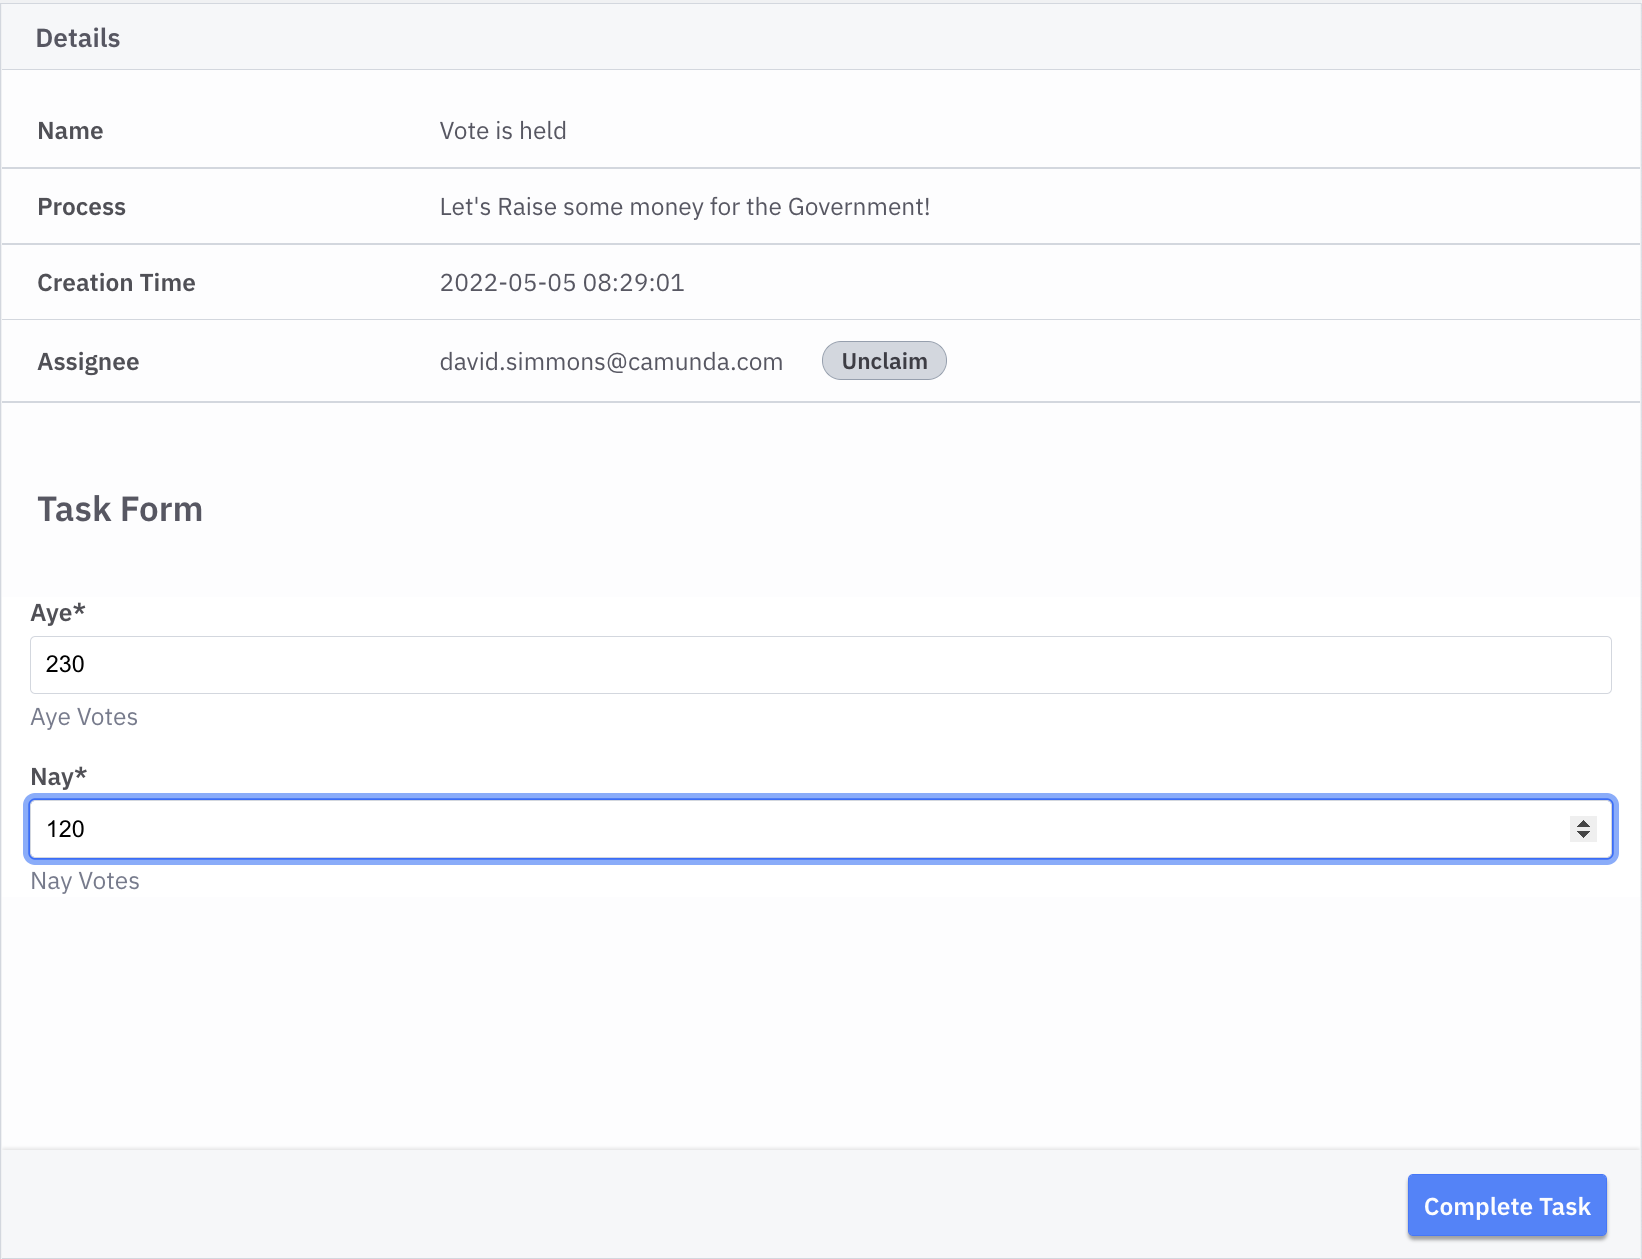 Details
Name Vote is held
Process Let's Raise some money for the Government!
Creation Time 2022-05-05 08:29:01
Assignee david.simmons@camunda.com Unclaim
Task Form
Aye*
230
Aye Votes
Nay*
120
Nay Votes
Complete Task